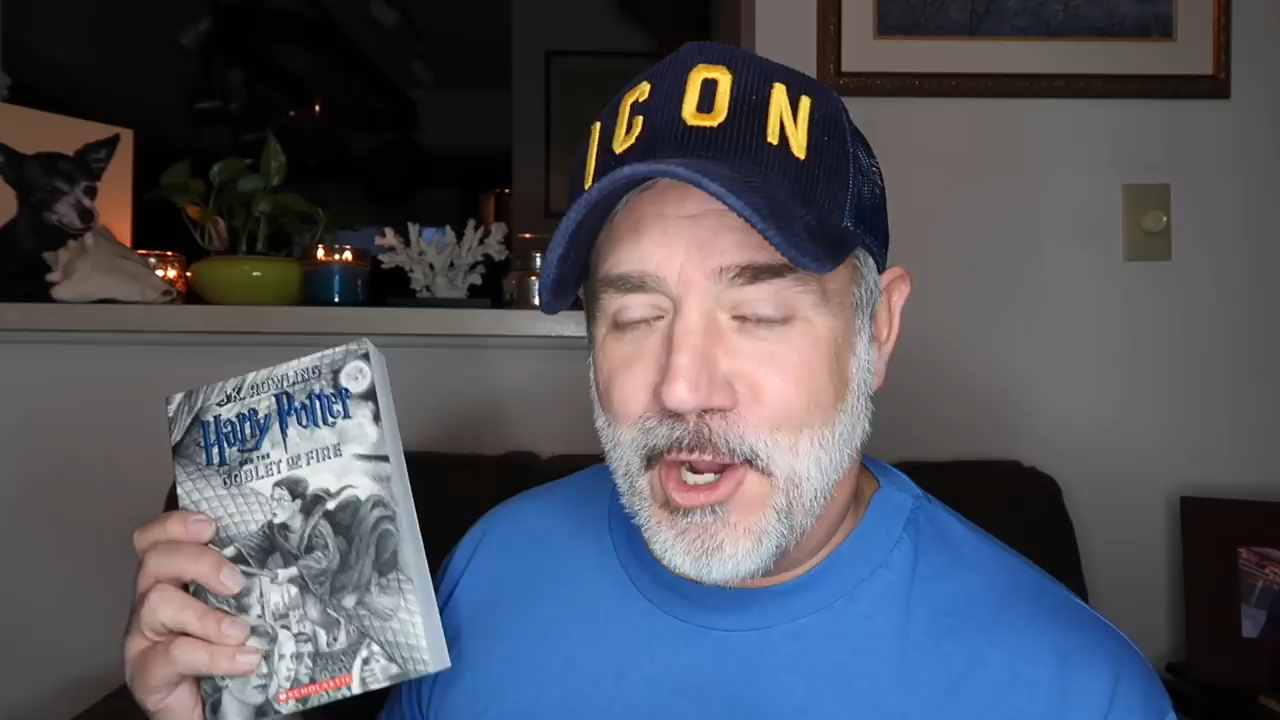 ICON
J.K. ROWLING
Harry Potter
AND THE
GOBLET OF FIRE
SCHOLASTIC